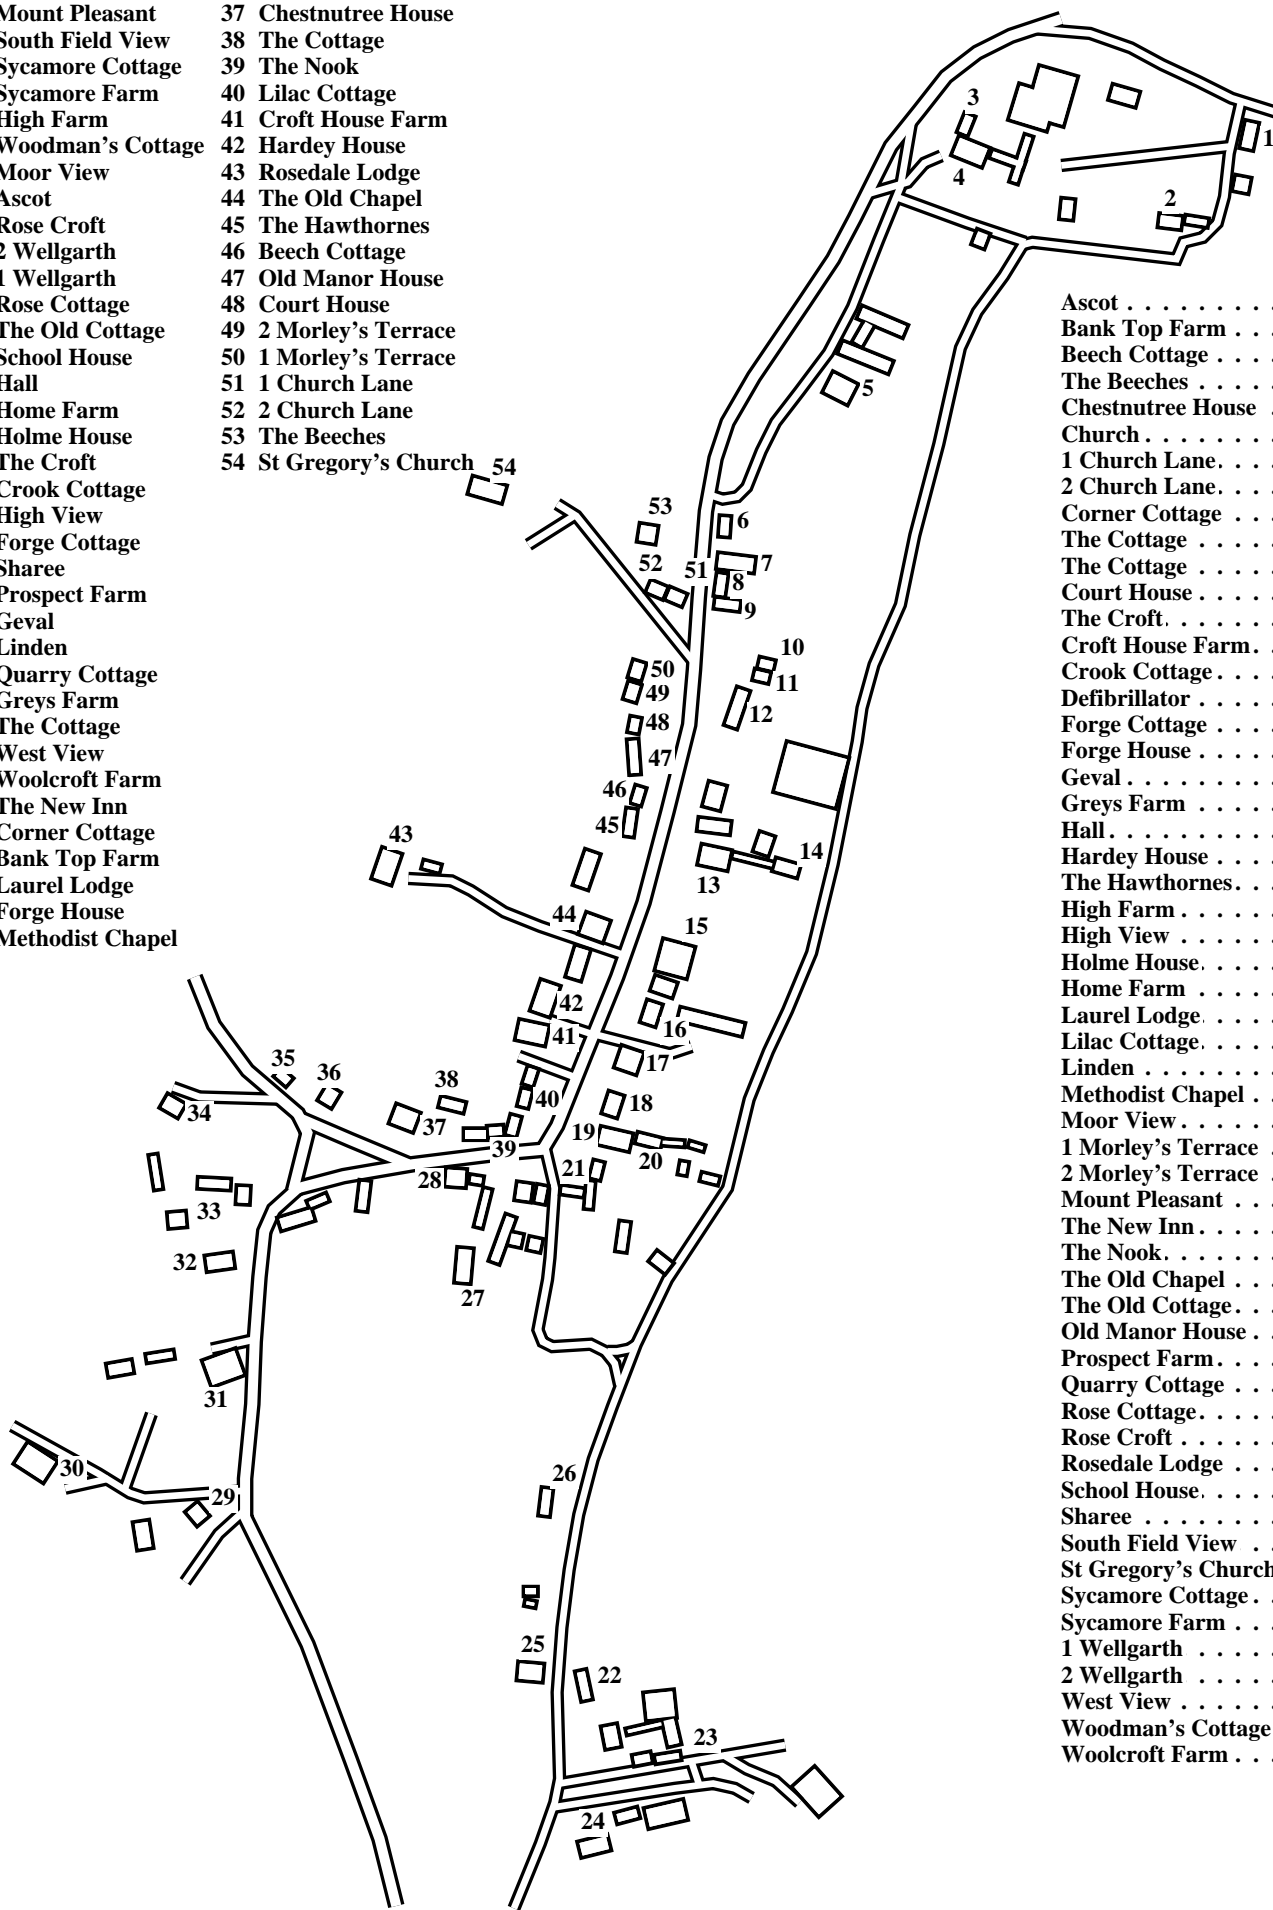 Mount Pleasant
South Field View
Sycamore Cottage
Sycamore Farm
High Farm
Woodman's Cottage
Moor View
Ascot
Rose Croft
2 Wellgarth
1 Wellgarth
Rose Cottage
The Old Cottage
School House
Hall
Home Farm
Holme House
The Croft
Crook Cottage
High View
Forge Cottage
Sharee
Prospect Farm
Geval
Linden
Quarry Cottage
Greys Farm
The Cottage
West View
Woolcroft Farm
The New Inn
Corner Cottage
Bank Top Farm
Laurel Lodge
Forge House
Methodist Chapel
37 Chestnutree House
38 The Cottage
39 The Nook
40 Lilac Cottage
41 Croft House Farm
42 Hardey House
43 Rosedale Lodge
44 The Old Chapel
45 The Hawthornes
46 Beech Cottage
47 Old Manor House
48 Court House
49 2 Morley's Terrace
50 1 Morley's Terrace
51 1 Church Lane
52 2 Church Lane
53 The Beeches
54 St Gregory's Church
3
1
4
2
5
54
53
6
52
51
7
8
9
10
50
11
49
12
48
47
46
45
43
14
13
44
15
42
16
41
17
35
36
38
40
18
34
37
19
39
20
21
28
33
32
27
31
30
26
29
25
22
23
24
Ascot . . . . . . . . .
Bank Top Farm . . .
Beech Cottage . . . .
The Beeches . . . . .
Chestnutree House .
Church . . . . . . . .
1 Church Lane. . . .
2 Church Lane. . . .
Corner Cottage . . .
The Cottage . . . . .
The Cottage . . . . .
Court House . . . . .
The Croft. . . . . . .
Croft House Farm. .
Crook Cottage . . . .
Defibrillator . . . . .
Forge Cottage . . . .
Forge House . . . . .
Geval . . . . . . . . .
Greys Farm . . . . .
Hall . . . . . . . . . .
Hardey House . . . .
The Hawthornes. . .
High Farm . . . . . .
High View . . . . . .
Holme House. . . . .
Home Farm . . . . .
Laurel Lodge. . . . .
Lilac Cottage. . . . .
Linden . . . . . . . .
Methodist Chapel . .
Moor View . . . . . .
1 Morley's Terrace .
2 Morley's Terrace .
Mount Pleasant . . .
The New Inn . . . . .
The Nook. . . . . . .
The Old Chapel . . .
The Old Cottage. . .
Old Manor House . .
Prospect Farm . . . .
Quarry Cottage . . .
Rose Cottage. . . . .
Rose Croft . . . . . .
Rosedale Lodge . . .
School House. . . . .
Sharee . . . . . . . .
South Field View . .
St Gregory's Church
Sycamore Cottage . .
Sycamore Farm . . .
1 Wellgarth . . . . .
2 Wellgarth . . . . .
West View . . . . . .
Woodman's Cottage
Woolcroft Farm . . .